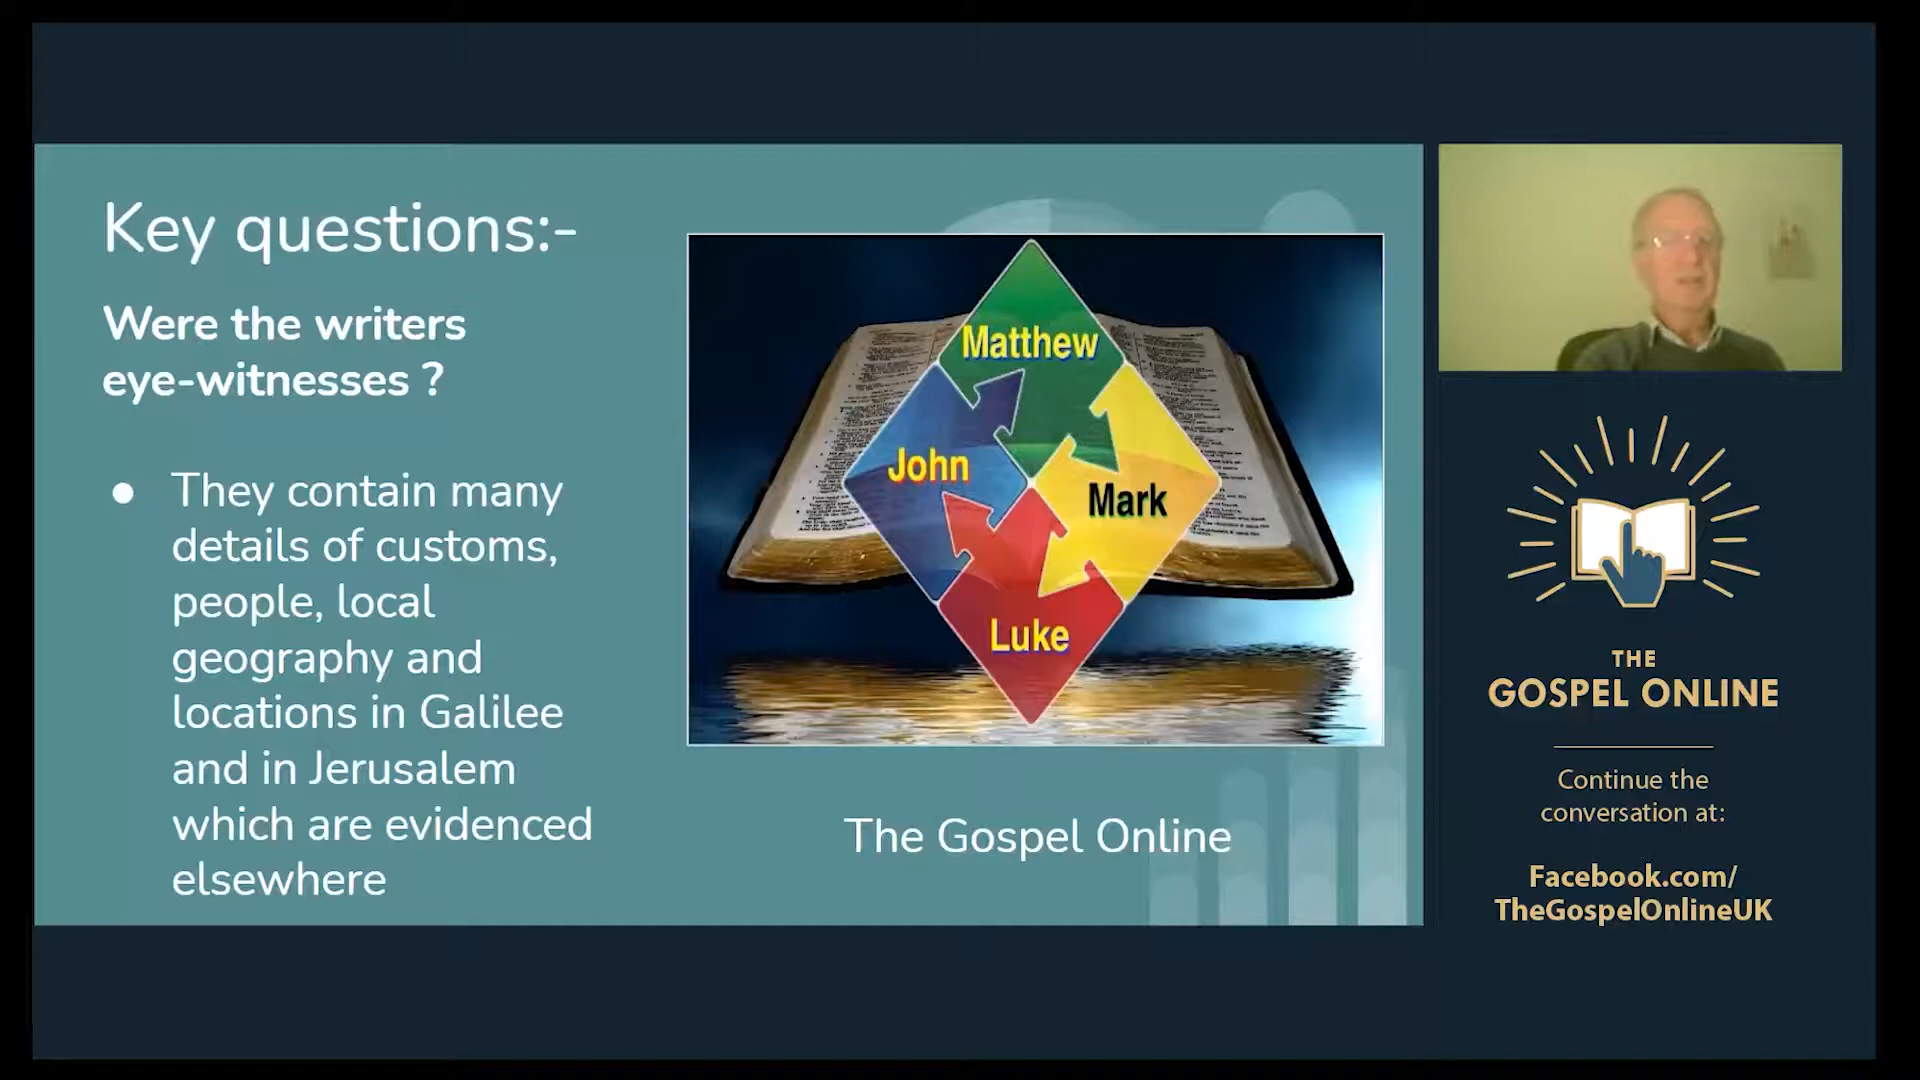 Key questions:-
Were the writers
eye-witnesses ?
● They contain many
details of customs,
people, local
geography and
locations in Galilee
and in Jerusalem
which are evidenced
elsewhere
Matthew
John
Mark
Luke
The Gospel Online
THE
GOSPEL ONLINE
Continue the
conversation at:
Facebook.com/
TheGospelOnlineUK